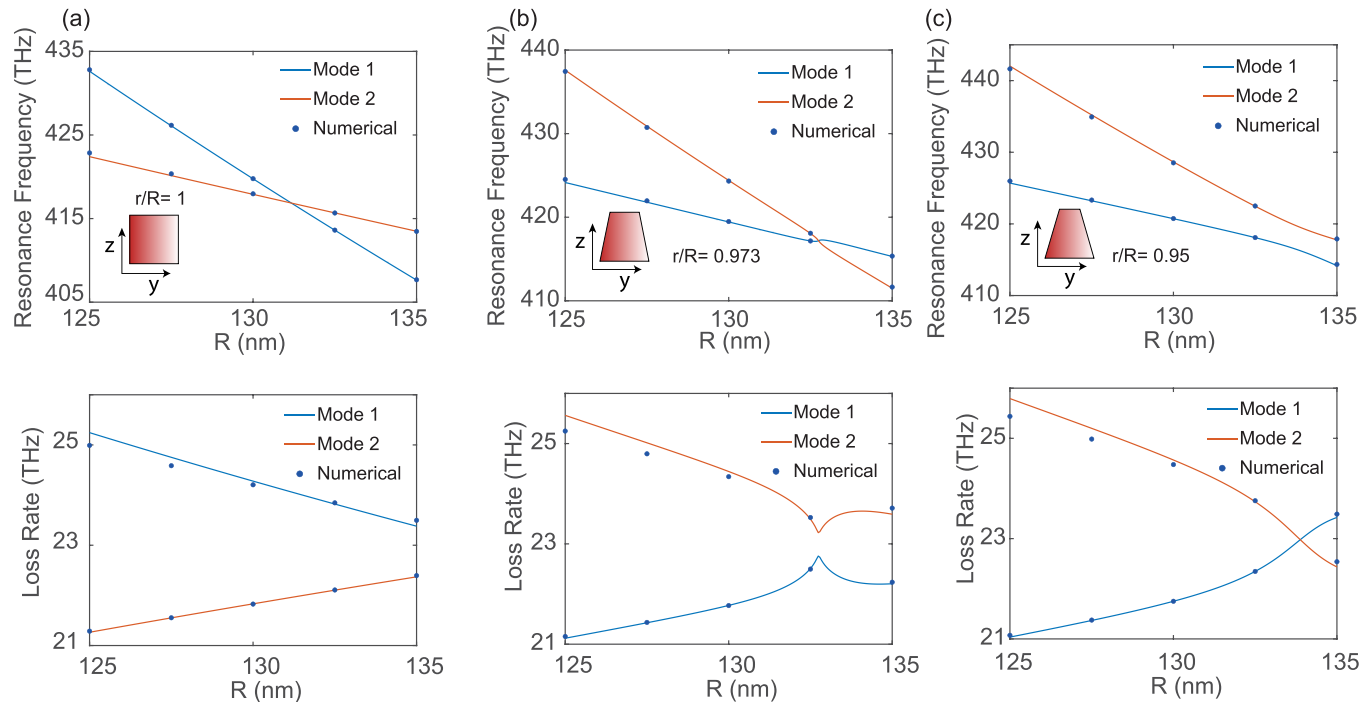 (a)
Resonance Frequency (THz)
435
425
415
405
125
130
135
R (nm)
Mode 1
Mode 2
Numerical
r/R= 1
z
y
(b)
Resonance Frequency (THz)
440
430
420
410
125
130
135
R (nm)
Mode 1
Mode 2
Numerical
r/R= 0.973
z
y
(c)
Resonance Frequency (THz)
440
430
420
410
125
130
135
R (nm)
Mode 1
Mode 2
Numerical
r/R= 0.95
z
y
Loss Rate (THz)
25
23
21
125
130
135
R (nm)
Mode 1
Mode 2
Numerical
Loss Rate (THz)
25
23
21
125
130
135
R (nm)
Mode 1
Mode 2
Numerical
Loss Rate (THz)
25
23
21
125
130
135
R (nm)
Mode 1
Mode 2
Numerical